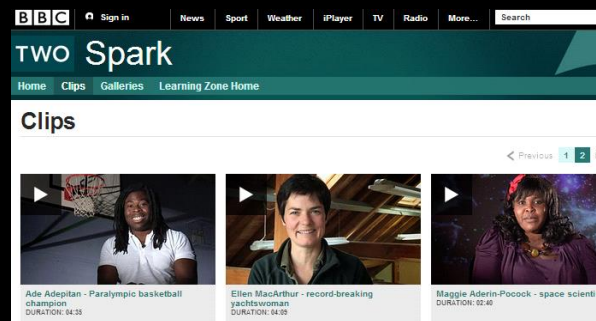 BBC Sign in News Sport Weather iPlayer TV Radio More... Search
TWO Spark
Home Clips Galleries Learning Zone Home
Clips
Previous 1 2
Ade Adepitan - Paralympic basketball
champion
DURATION: 04:35
Ellen MacArthur - record-breaking
yachtswoman
DURATION: 04:09
Maggie Aderin-Pocock - space scienti
DURATION: 02:40